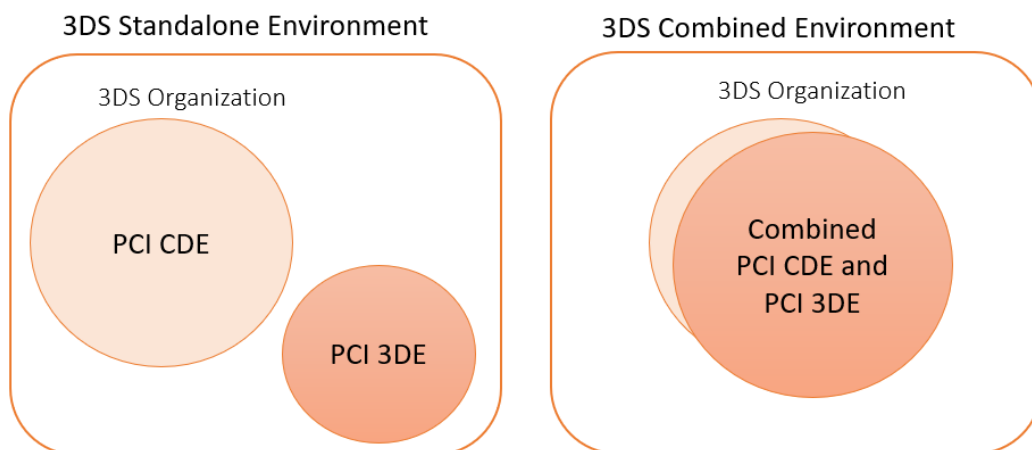 3DS Standalone Environment
3DS Organization
PCI CDE
PCI 3DE
3DS Combined Environment
3DS Organization
Combined
PCI CDE and
PCI 3DE